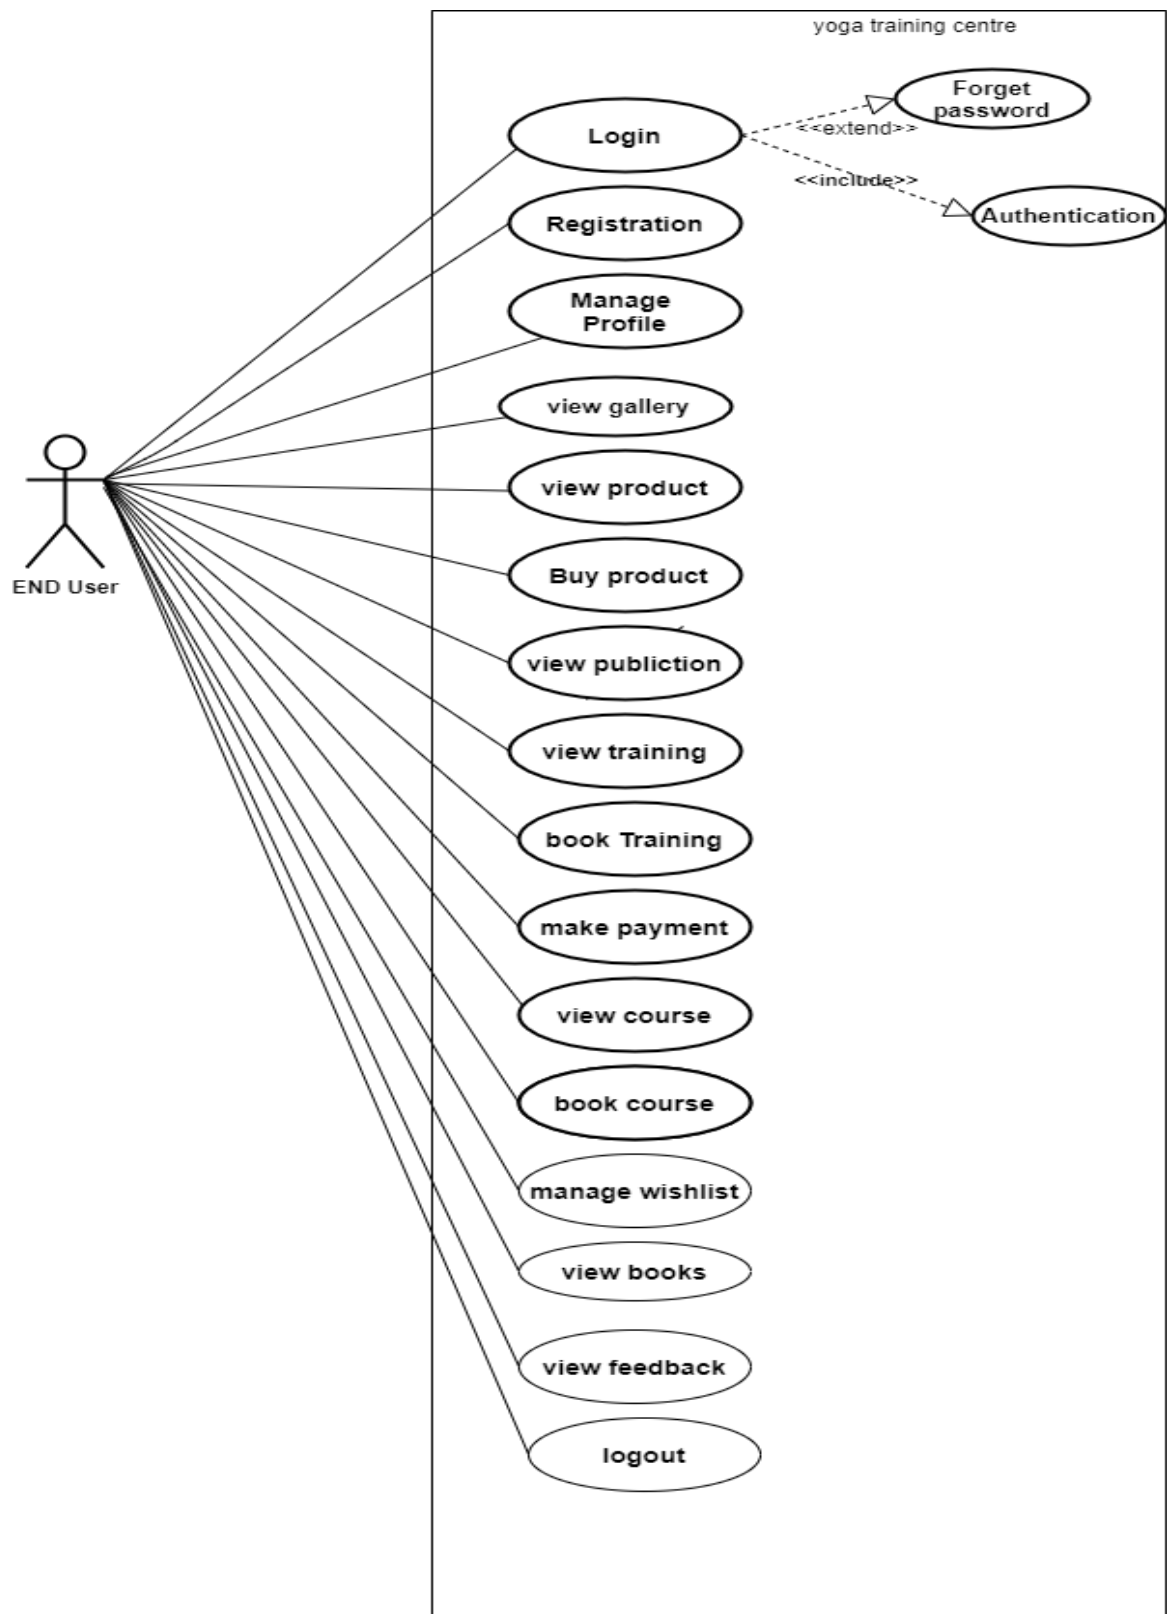 yoga training centre
Forget
password
Login
<<extend>>
<<include>>
Authentication
Registration
Manage
Profile
view gallery
view product
END User
Buy product
view publiction
view training
book Training
make payment
view course
book course
manage wishlist
view books
view feedback
logout